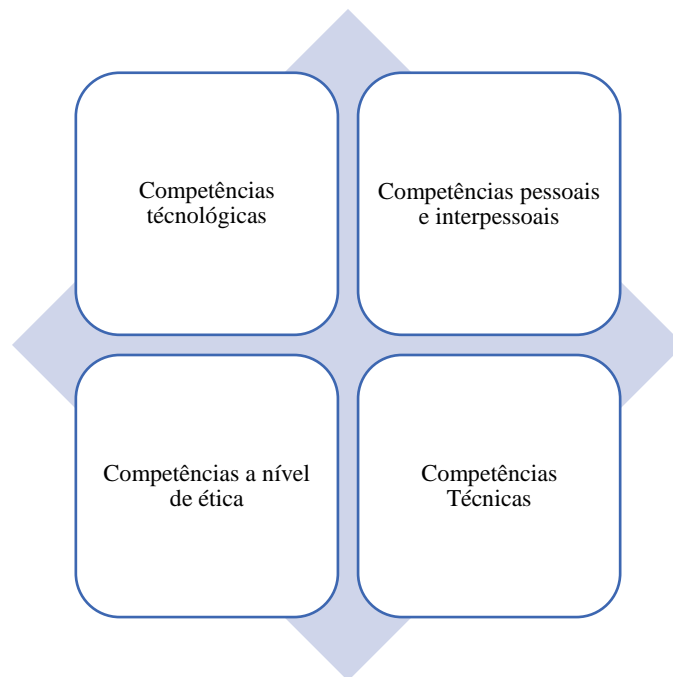 Competências
técnológicas
Competências pessoais
e interpessoais
Competências a nível
de ética
Competências
Técnicas